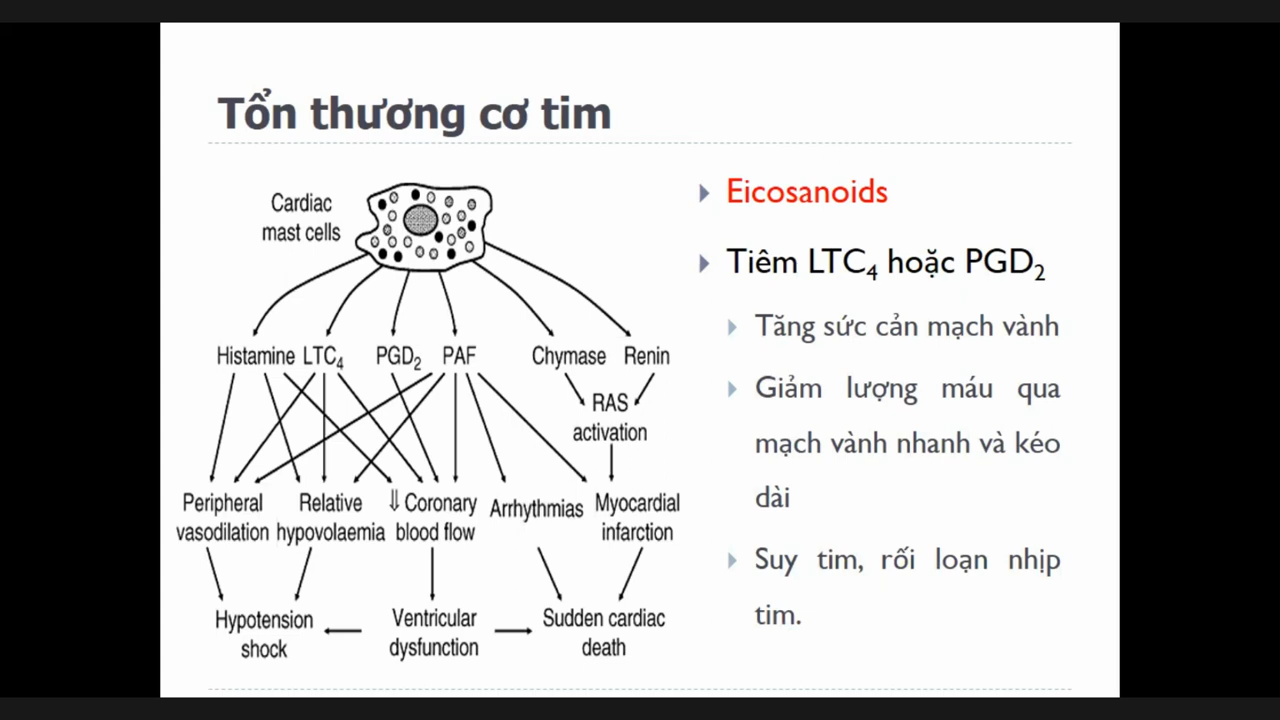 Tổn thương cơ tim
Cardiac
mast cells
Histamine LTC₄ PGD₂ PAF Chymase Renin
RAS
activation
Peripheral
vasodilation
Relative
hypovolaemia
⇓ Coronary
blood flow
Arrhythmias
Myocardial
infarction
Hypotension
shock
Ventricular
dysfunction
Sudden cardiac
death
Eicosanoids
Tiêm LTC₄ hoặc PGD₂
Tăng sức cản mạch vành
Giảm lượng máu qua
mạch vành nhanh và kéo
dài
Suy tim, rối loạn nhịp
tim.